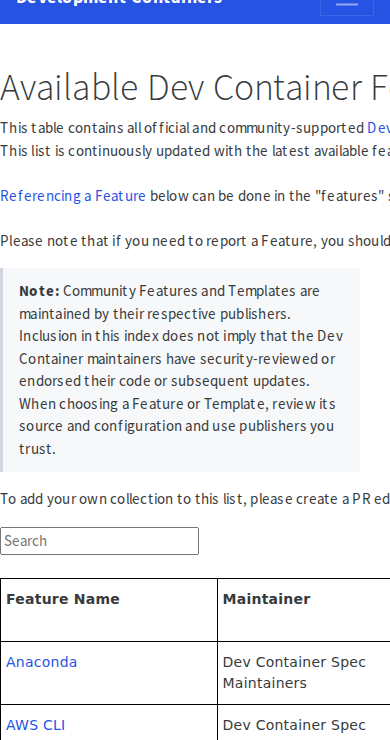 Development Containers
Available Dev Container F
This table contains all official and community-supported Dev
This list is continuously updated with the latest available fea
Referencing a Feature below can be done in the "features" s
Please note that if you need to report a Feature, you should
Note: Community Features and Templates are
maintained by their respective publishers.
Inclusion in this index does not imply that the Dev
Container maintainers have security-reviewed or
endorsed their code or subsequent updates.
When choosing a Feature or Template, review its
source and configuration and use publishers you
trust.
To add your own collection to this list, please create a PR ed
Search
Feature Name Maintainer
Anaconda Dev Container Spec
Maintainers
AWS CLI Dev Container Spec